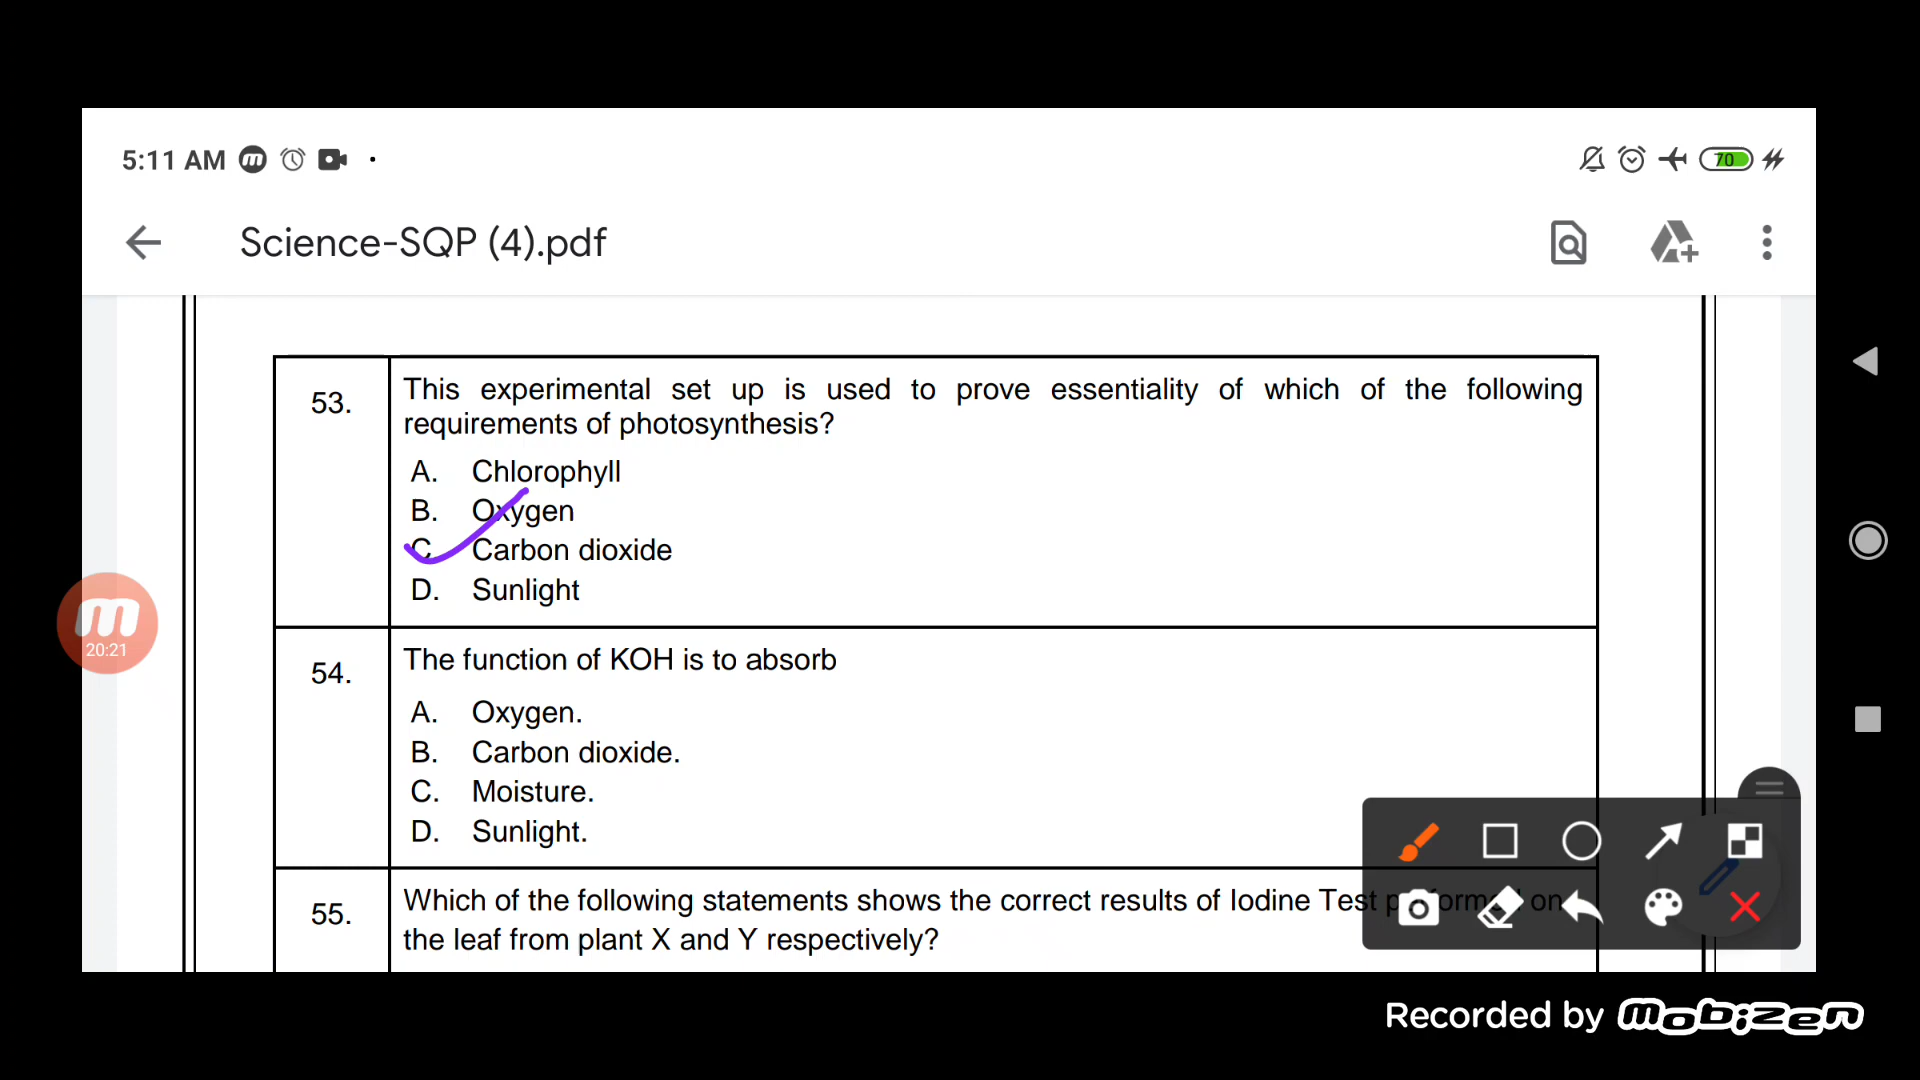 5:11 AM
70
Science-SQP (4).pdf
53.
This experimental set up is used to prove essentiality of which of the following
requirements of photosynthesis?
A. Chlorophyll
B. Oxygen
C Carbon dioxide
D. Sunlight
m
20:21
54.
The function of KOH is to absorb
A. Oxygen.
B. Carbon dioxide.
C. Moisture.
D. Sunlight.
55.
Which of the following statements shows the correct results of Iodine Test on
the leaf from plant X and Y respectively?
Recorded by mobizen